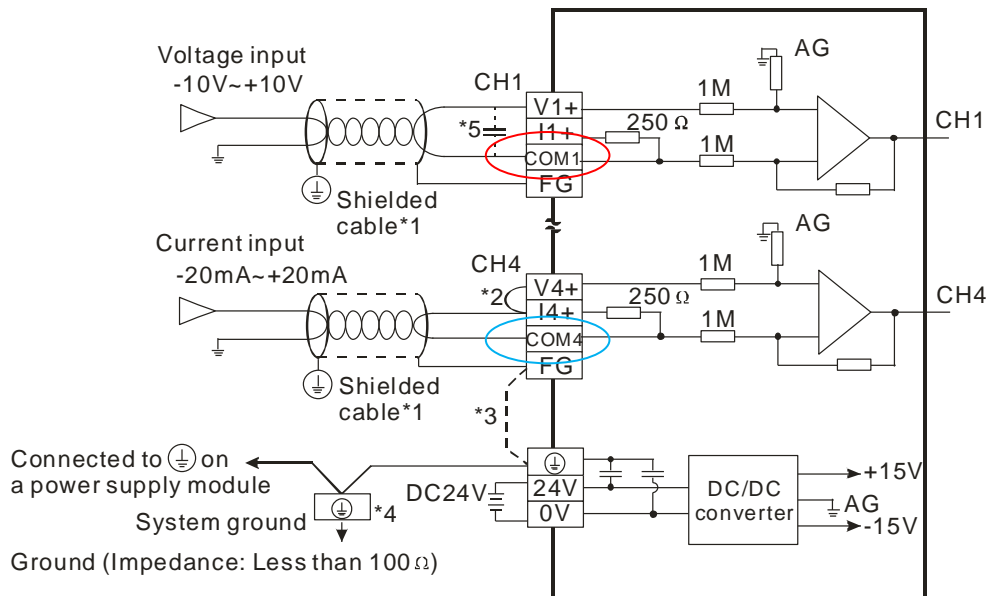 Voltage input
-10V~+10V
CH1
V1+
I1+
COM1
FG
*5
250 Ω
1M
1M
AG
CH1
Shielded
cable*1
Current input
-20mA~+20mA
CH4
*2
V4+
I4+
COM4
FG
250 Ω
1M
1M
AG
CH4
Shielded
cable*1
*3
Connected to ⏚ on
a power supply module
System ground
*4
Ground (Impedance: Less than 100 Ω)
DC24V
24V
0V
DC/DC
converter
+15V
AG
-15V